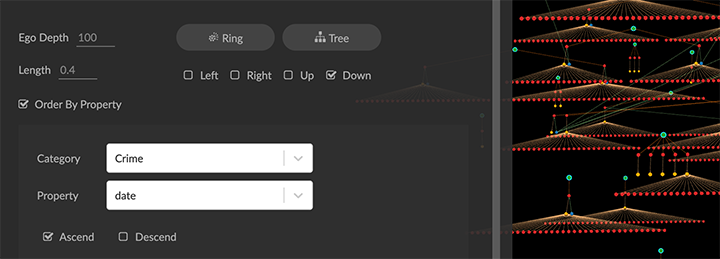 Ego Depth 100 Ring Tree
Length 0.4 Left Right Up Down
Order By Property
Category Crime
Property date
Ascend Descend